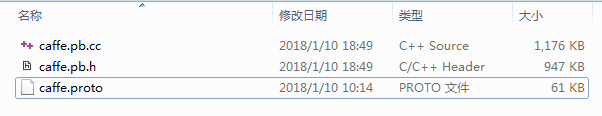 名称 修改日期 类型 大小
caffe.pb.cc 2018/1/10 18:49 C++ Source 1,176 KB
caffe.pb.h 2018/1/10 18:49 C/C++ Header 947 KB
caffe.proto 2018/1/10 10:14 PROTO 文件 61 KB